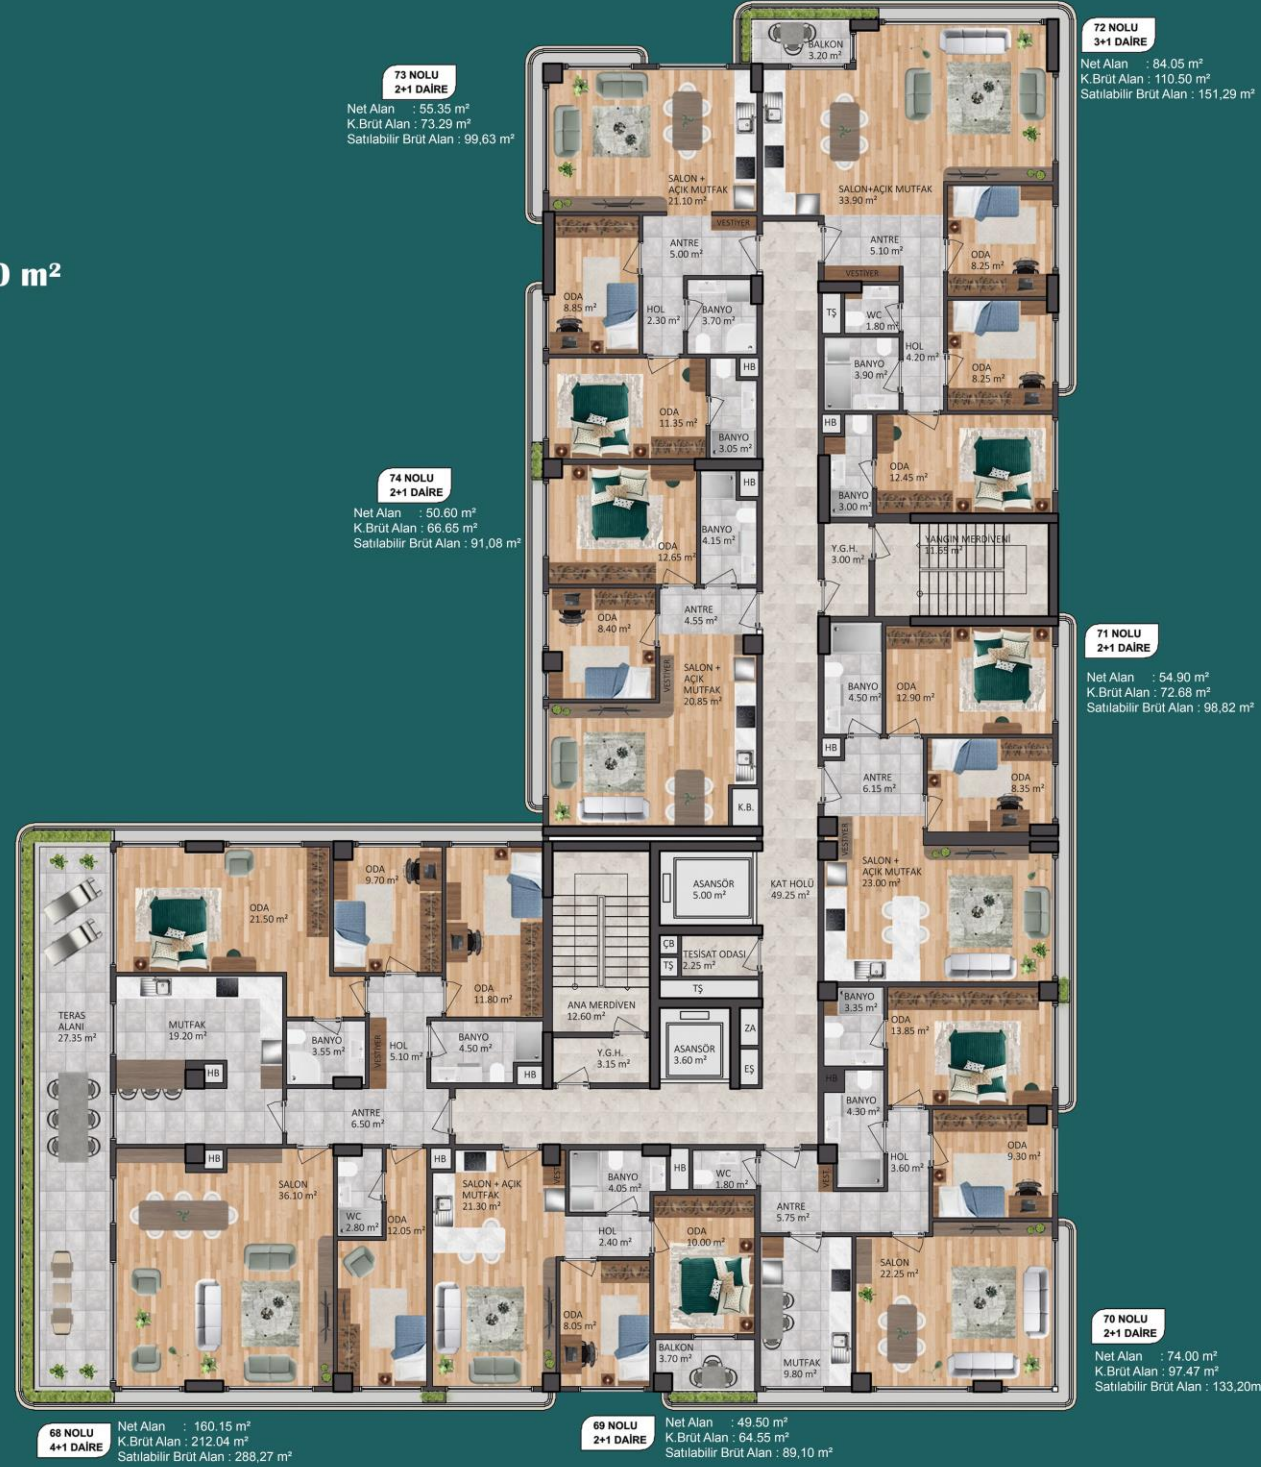 72 NOLU
3+1 DAİRE
Net Alan : 84.05 m²
K.Brüt Alan : 110.50 m²
Satılabilir Brüt Alan : 151,29 m²
73 NOLU
2+1 DAİRE
Net Alan : 55.35 m²
K.Brüt Alan : 73.29 m²
Satılabilir Brüt Alan : 99,63 m²
0 m²
BALKON
3.20 m²
SALON +
AÇIK MUTFAK
21.10 m²
SALON+AÇIK MUTFAK
33.90 m²
VESTİYER
ANTRE
5.00 m²
ANTRE
5.10 m²
VESTİYER
ODA
8.25 m²
ODA
8.85 m²
HOL
2.30 m²
BANYO
3.70 m²
TŞ
WC
1.80 m²
HOL
4.20 m²
BANYO
3.90 m²
ODA
8.25 m²
HB
ODA
11.35 m²
BANYO
3.05 m²
HB
ODA
12.45 m²
BANYO
3.00 m²
74 NOLU
2+1 DAİRE
Net Alan : 50.60 m²
K.Brüt Alan : 66.65 m²
Satılabilir Brüt Alan : 91,08 m²
HB
BANYO
4.15 m²
ODA
12.65 m²
Y.G.H.
3.00 m²
YANGIN MERDİVENİ
11.55 m²
ANTRE
4.55 m²
ODA
8.40 m²
VESTİYER
SALON +
AÇIK
MUTFAK
20.85 m²
K.B.
71 NOLU
2+1 DAİRE
Net Alan : 54.90 m²
K.Brüt Alan : 72.68 m²
Satılabilir Brüt Alan : 98,82 m²
BANYO
4.50 m²
ODA
12.90 m²
HB
ANTRE
6.15 m²
ODA
8.35 m²
VESTİYER
SALON +
AÇIK MUTFAK
23.00 m²
ASANSÖR
5.00 m²
KAT HOLÜ
49.25 m²
ÇB
TŞ
TESİSAT ODASI
2.25 m²
TŞ
ODA
9.70 m²
ODA
21.50 m²
ODA
11.80 m²
ANA MERDİVEN
12.60 m²
TERAS
ALANI
27.35 m²
MUTFAK
19.20 m²
BANYO
3.55 m²
VESTİYER
HOL
5.10 m²
BANYO
4.50 m²
HB
HB
Y.G.H.
3.15 m²
ASANSÖR
3.60 m²
ZA
EŞ
BANYO
3.35 m²
ODA
13.85 m²
HB
BANYO
4.30 m²
ANTRE
6.50 m²
HOL
3.60 m²
ODA
9.30 m²
HB
SALON
36.10 m²
WC
2.80 m²
ODA
12.05 m²
HB
SALON + AÇIK
MUTFAK
21.30 m²
VEST.
BANYO
4.05 m²
HB
WC
1.80 m²
VEST.
ANTRE
5.75 m²
HOL
2.40 m²
ODA
10.00 m²
SALON
22.25 m²
ODA
8.05 m²
BALKON
3.70 m²
MUTFAK
9.80 m²
70 NOLU
2+1 DAİRE
Net Alan : 74.00 m²
K.Brüt Alan : 97.47 m²
Satılabilir Brüt Alan : 133,20m
68 NOLU
4+1 DAİRE
Net Alan : 160.15 m²
K.Brüt Alan : 212.04 m²
Satılabilir Brüt Alan : 288,27 m²
69 NOLU
2+1 DAİRE
Net Alan : 49.50 m²
K.Brüt Alan : 64.55 m²
Satılabilir Brüt Alan : 89,10 m²